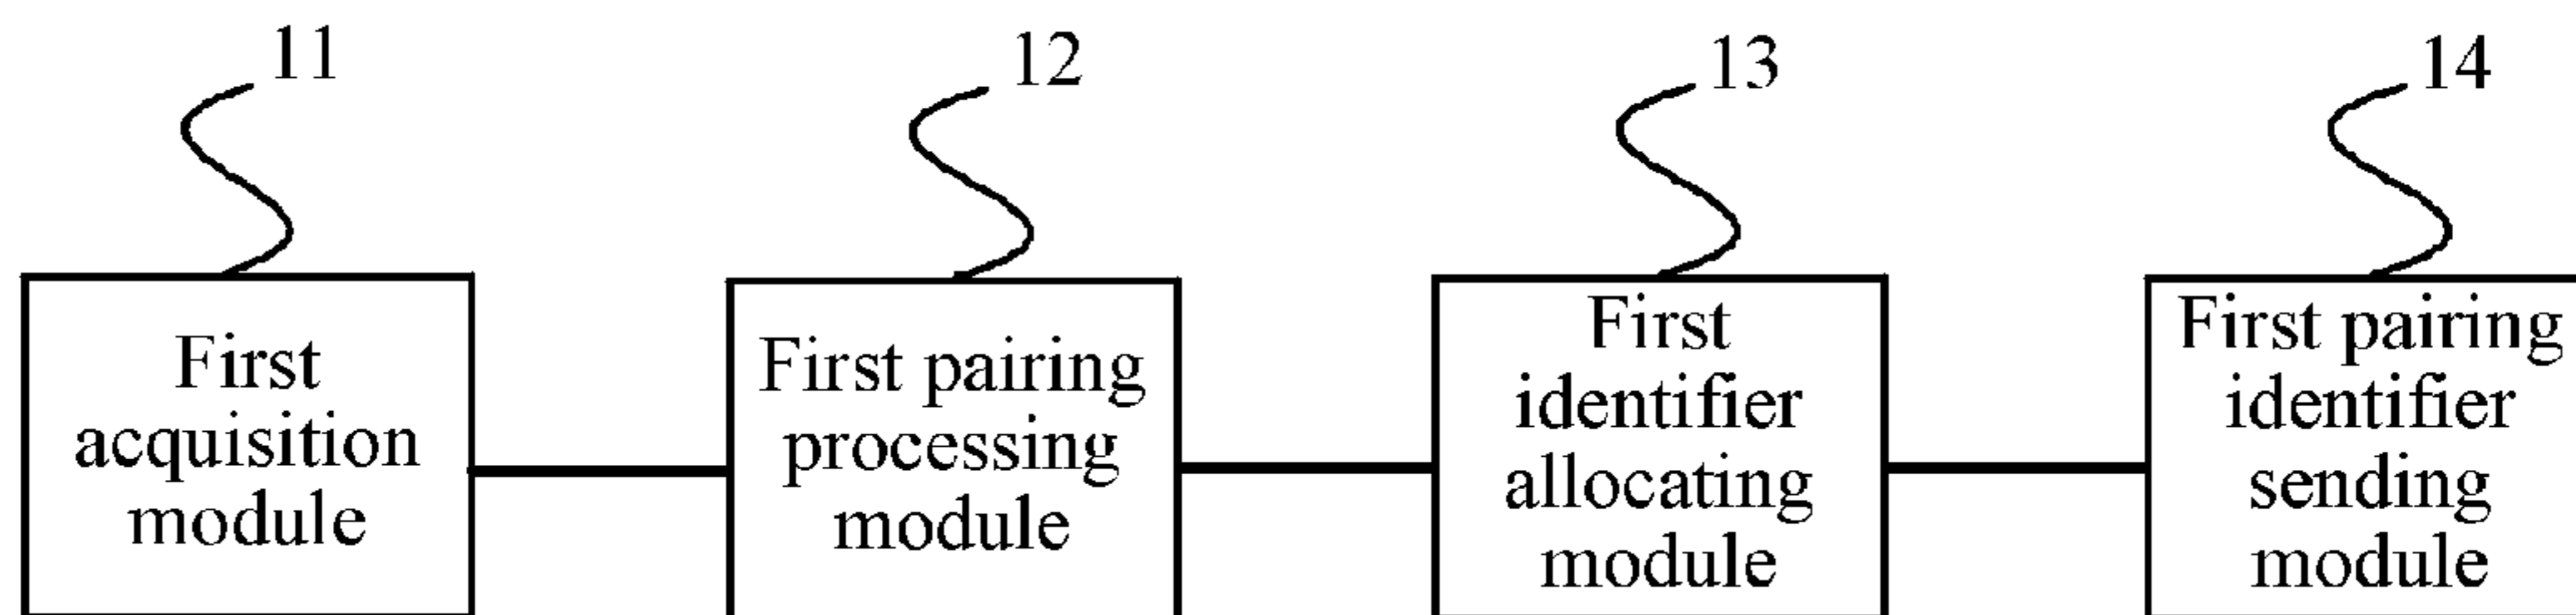 11
12
13
14
First
acquisition
module
First pairing
processing
module
First
identifier
allocating
module
First pairing
identifier
sending
module